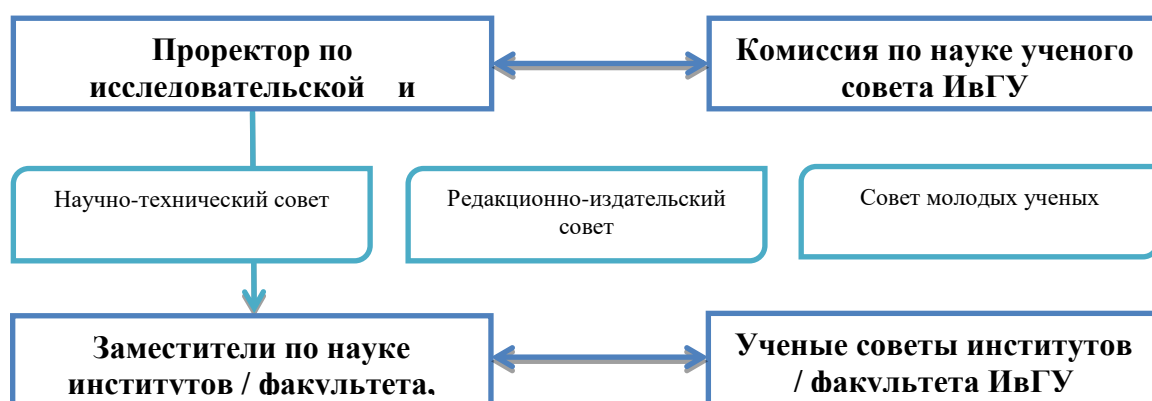 Проректор по
исследовательской и
Комиссия по науке ученого
совета ИвГУ
Научно-технический совет
Редакционно-издательский
совет
Совет молодых ученых
Заместители по науке
институтов / факультета,
Ученые советы институтов
/ факультета ИвГУ